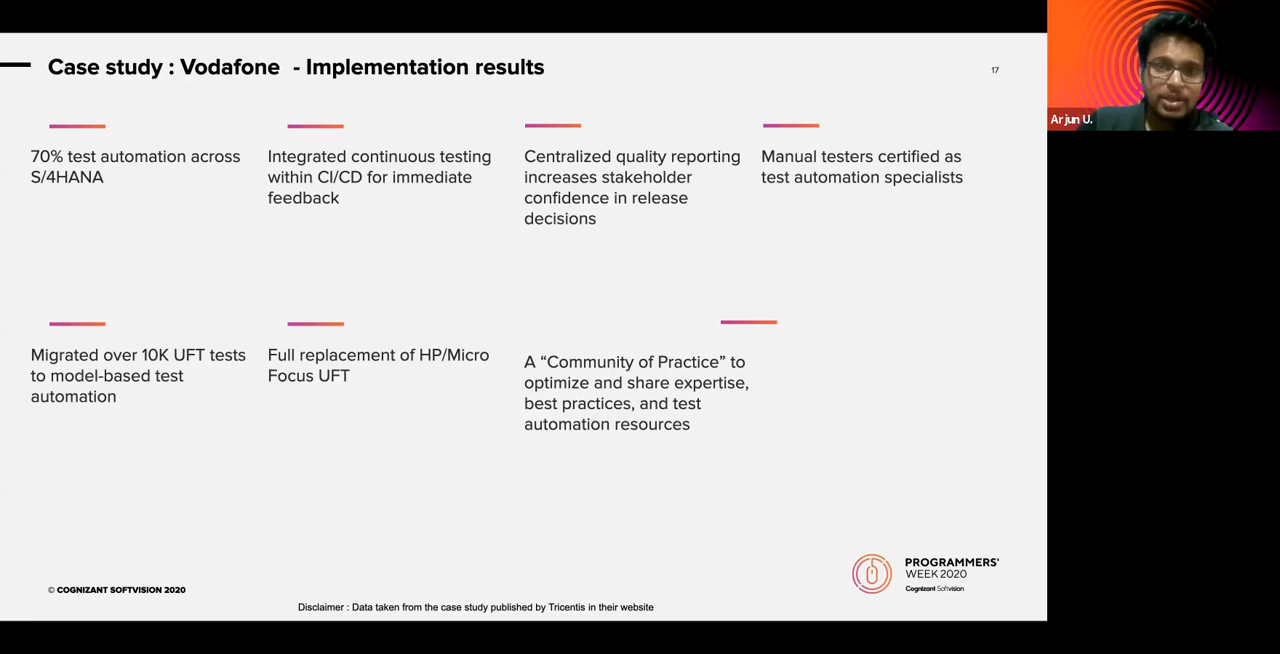 Case study : Vodafone - Implementation results
17
Arjun U.
70% test automation across
S/4HANA
Integrated continuous testing
within CI/CD for immediate
feedback
Centralized quality reporting
increases stakeholder
confidence in release
decisions
Manual testers certified as
test automation specialists
Migrated over 10K UFT tests
to model-based test
automation
Full replacement of HP/Micro
Focus UFT
A “Community of Practice” to
optimize and share expertise,
best practices, and test
automation resources
PROGRAMMERS'
WEEK 2020
Cognizant Softvision
© COGNIZANT SOFTVISION 2020
Disclaimer : Data taken from the case study published by Tricentis in their website